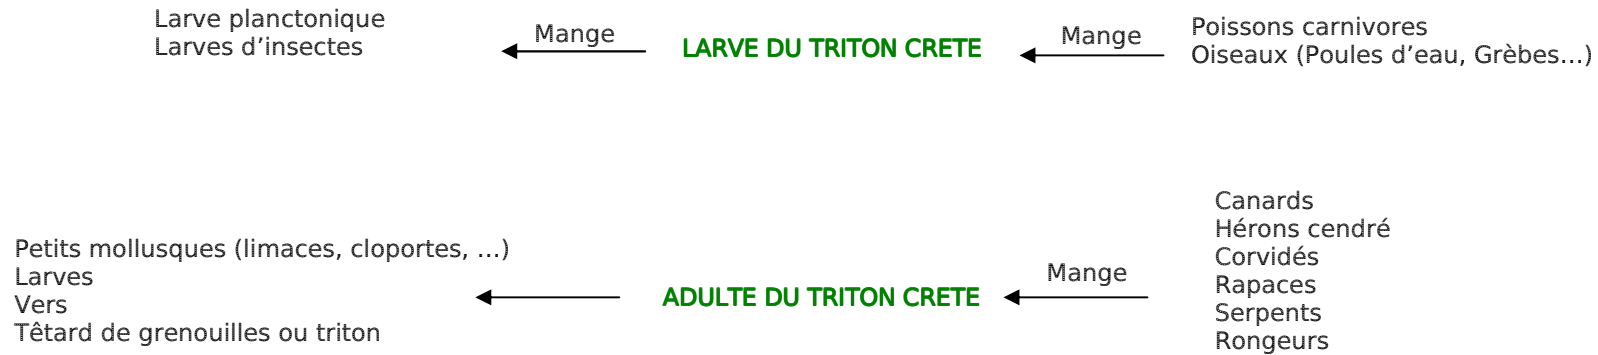 Larve planctonique
Larves d’insectes
Mange
LARVE DU TRITON CRETE
Mange
Poissons carnivores
Oiseaux (Poules d’eau, Grèbes...)
Petits mollusques (limaces, cloportes, ...)
Larves
Vers
Têtard de grenouilles ou triton
ADULTE DU TRITON CRETE
Mange
Canards
Hérons cendré
Corvidés
Rapaces
Serpents
Rongeurs